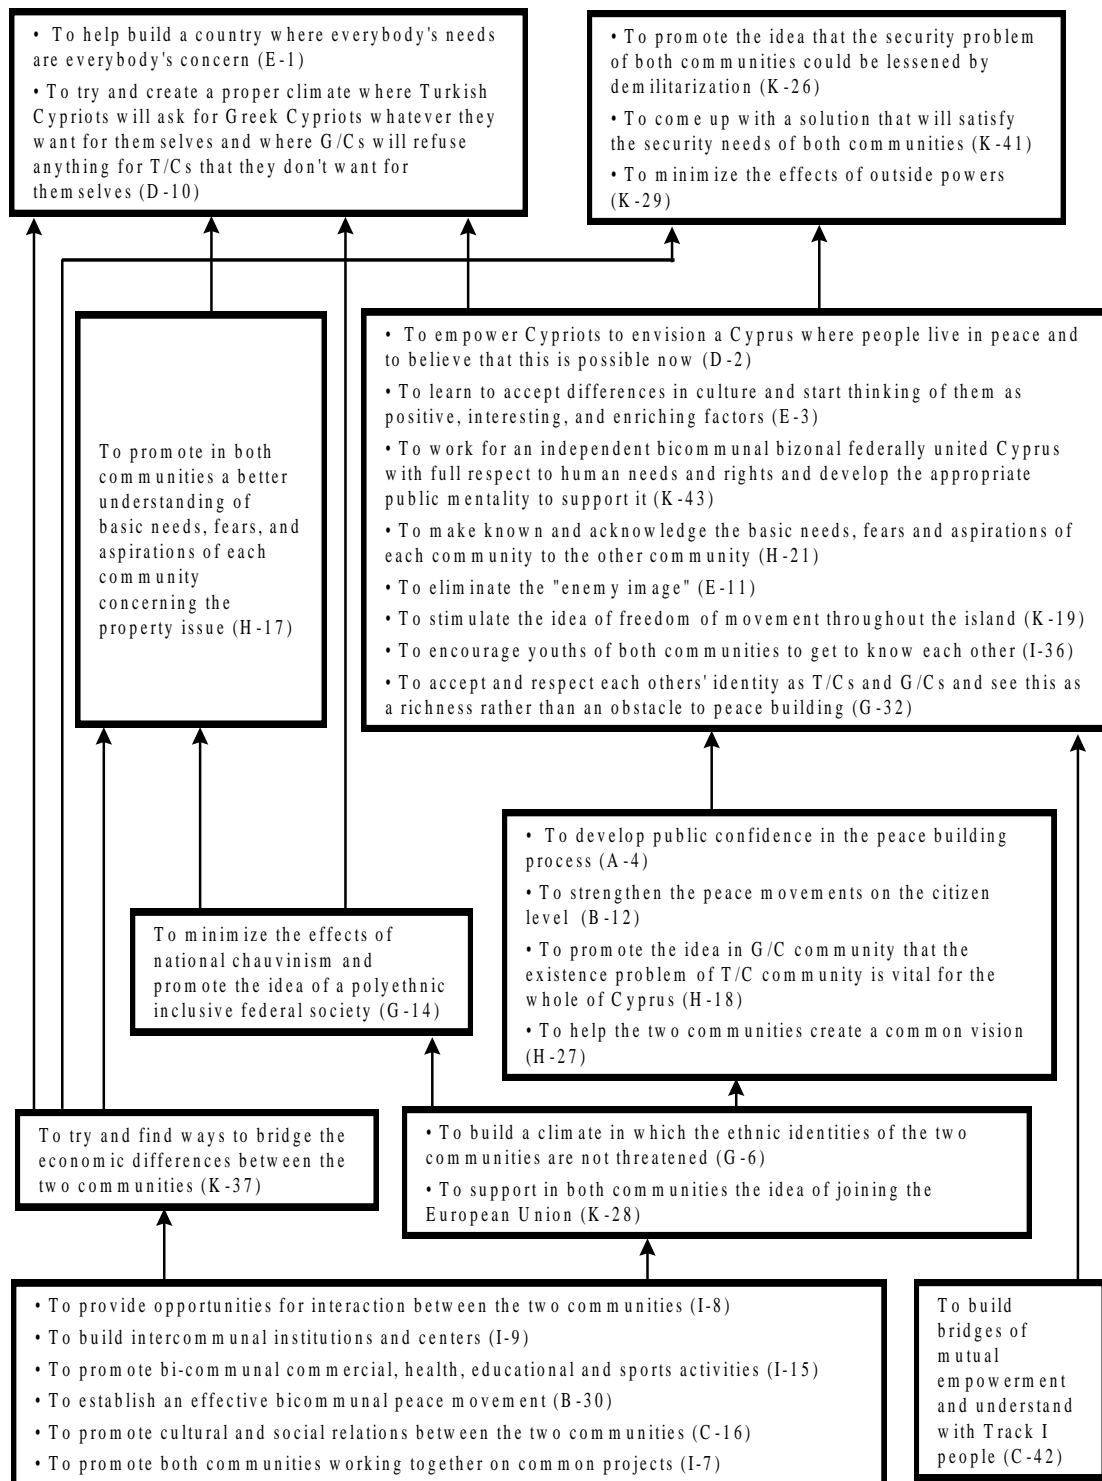 • To help build a country where everybody's needs
are everybody's concern (E-1)
• To try and create a proper climate where Turkish
Cypriots will ask for Greek Cypriots whatever they
want for themselves and where G/Cs will refuse
anything for T/Cs that they don't want for
themselves (D-10)
• To promote the idea that the security problem
of both communities could be lessened by
demilitarization (K-26)
• To come up with a solution that will satisfy
the security needs of both communities (K-41)
• To minimize the effects of outside powers
(K-29)
To promote in both
communities a better
understanding of
basic needs, fears, and
aspirations of each
community
concerning the
property issue (H-17)
• To empower Cypriots to envision a Cyprus where people live in peace and
to believe that this is possible now (D-2)
• To learn to accept differences in culture and start thinking of them as
positive, interesting, and enriching factors (E-3)
• To work for an independent bicommunal bizonal federally united Cyprus
with full respect to human needs and rights and develop the appropriate
public mentality to support it (K-43)
• To make known and acknowledge the basic needs, fears and aspirations of
each community to the other community (H-21)
• To eliminate the "enemy image" (E-11)
• To stimulate the idea of freedom of movement throughout the island (K-19)
• To encourage youths of both communities to get to know each other (I-36)
• To accept and respect each others' identity as T/Cs and G/Cs and see this as
a richness rather than an obstacle to peace building (G-32)
• To develop public confidence in the peace building
process (A-4)
• To strengthen the peace movements on the citizen
level (B-12)
• To promote the idea in G/C community that the
existence problem of T/C community is vital for the
whole of Cyprus (H-18)
• To help the two communities create a common vision
(H-27)
To minimize the effects of
national chauvinism and
promote the idea of a polyethnic
inclusive federal society (G-14)
To try and find ways to bridge the
economic differences between the
two communities (K-37)
• To build a climate in which the ethnic identities of the two
communities are not threatened (G-6)
• To support in both communities the idea of joining the
European Union (K-28)
• To provide opportunities for interaction between the two communities (I-8)
• To build intercommunal institutions and centers (I-9)
• To promote bi-communal commercial, health, educational and sports activities (I-15)
• To establish an effective bicommunal peace movement (B-30)
• To promote cultural and social relations between the two communities (C-16)
• To promote both communities working together on common projects (I-7)
To build
bridges of
mutual
empowerment
and understand
with Track I
people (C-42)